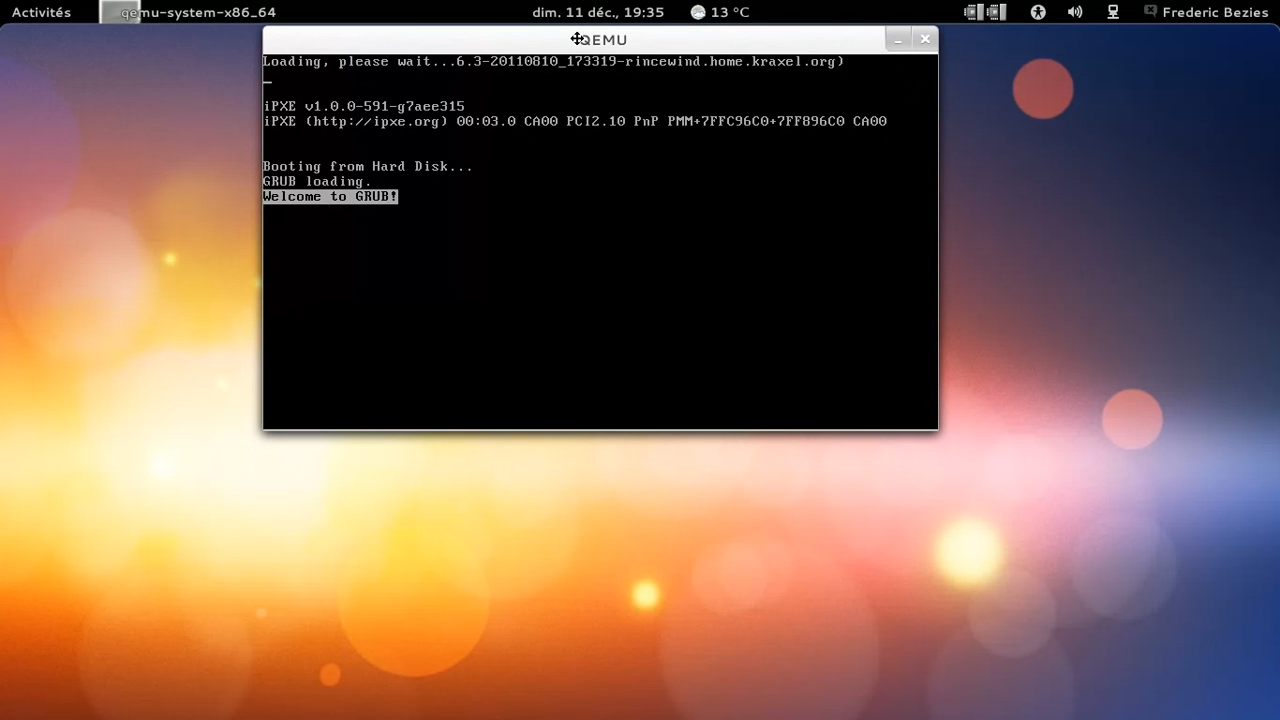 Activités qemu-system-x86_64 dim. 11 déc., 19:35 13 °C Frederic Bezies
QEMU
Loading, please wait...6.3-20110810_173319-rincewind.home.kraxel.org)
iPXE v1.0.0-591-g7aee315
iPXE (http://ipxe.org) 00:03.0 CA00 PCI2.10 PnP PMM+7FFC96C0+7FF896C0 CA00
Booting from Hard Disk...
GRUB loading.
Welcome to GRUB!